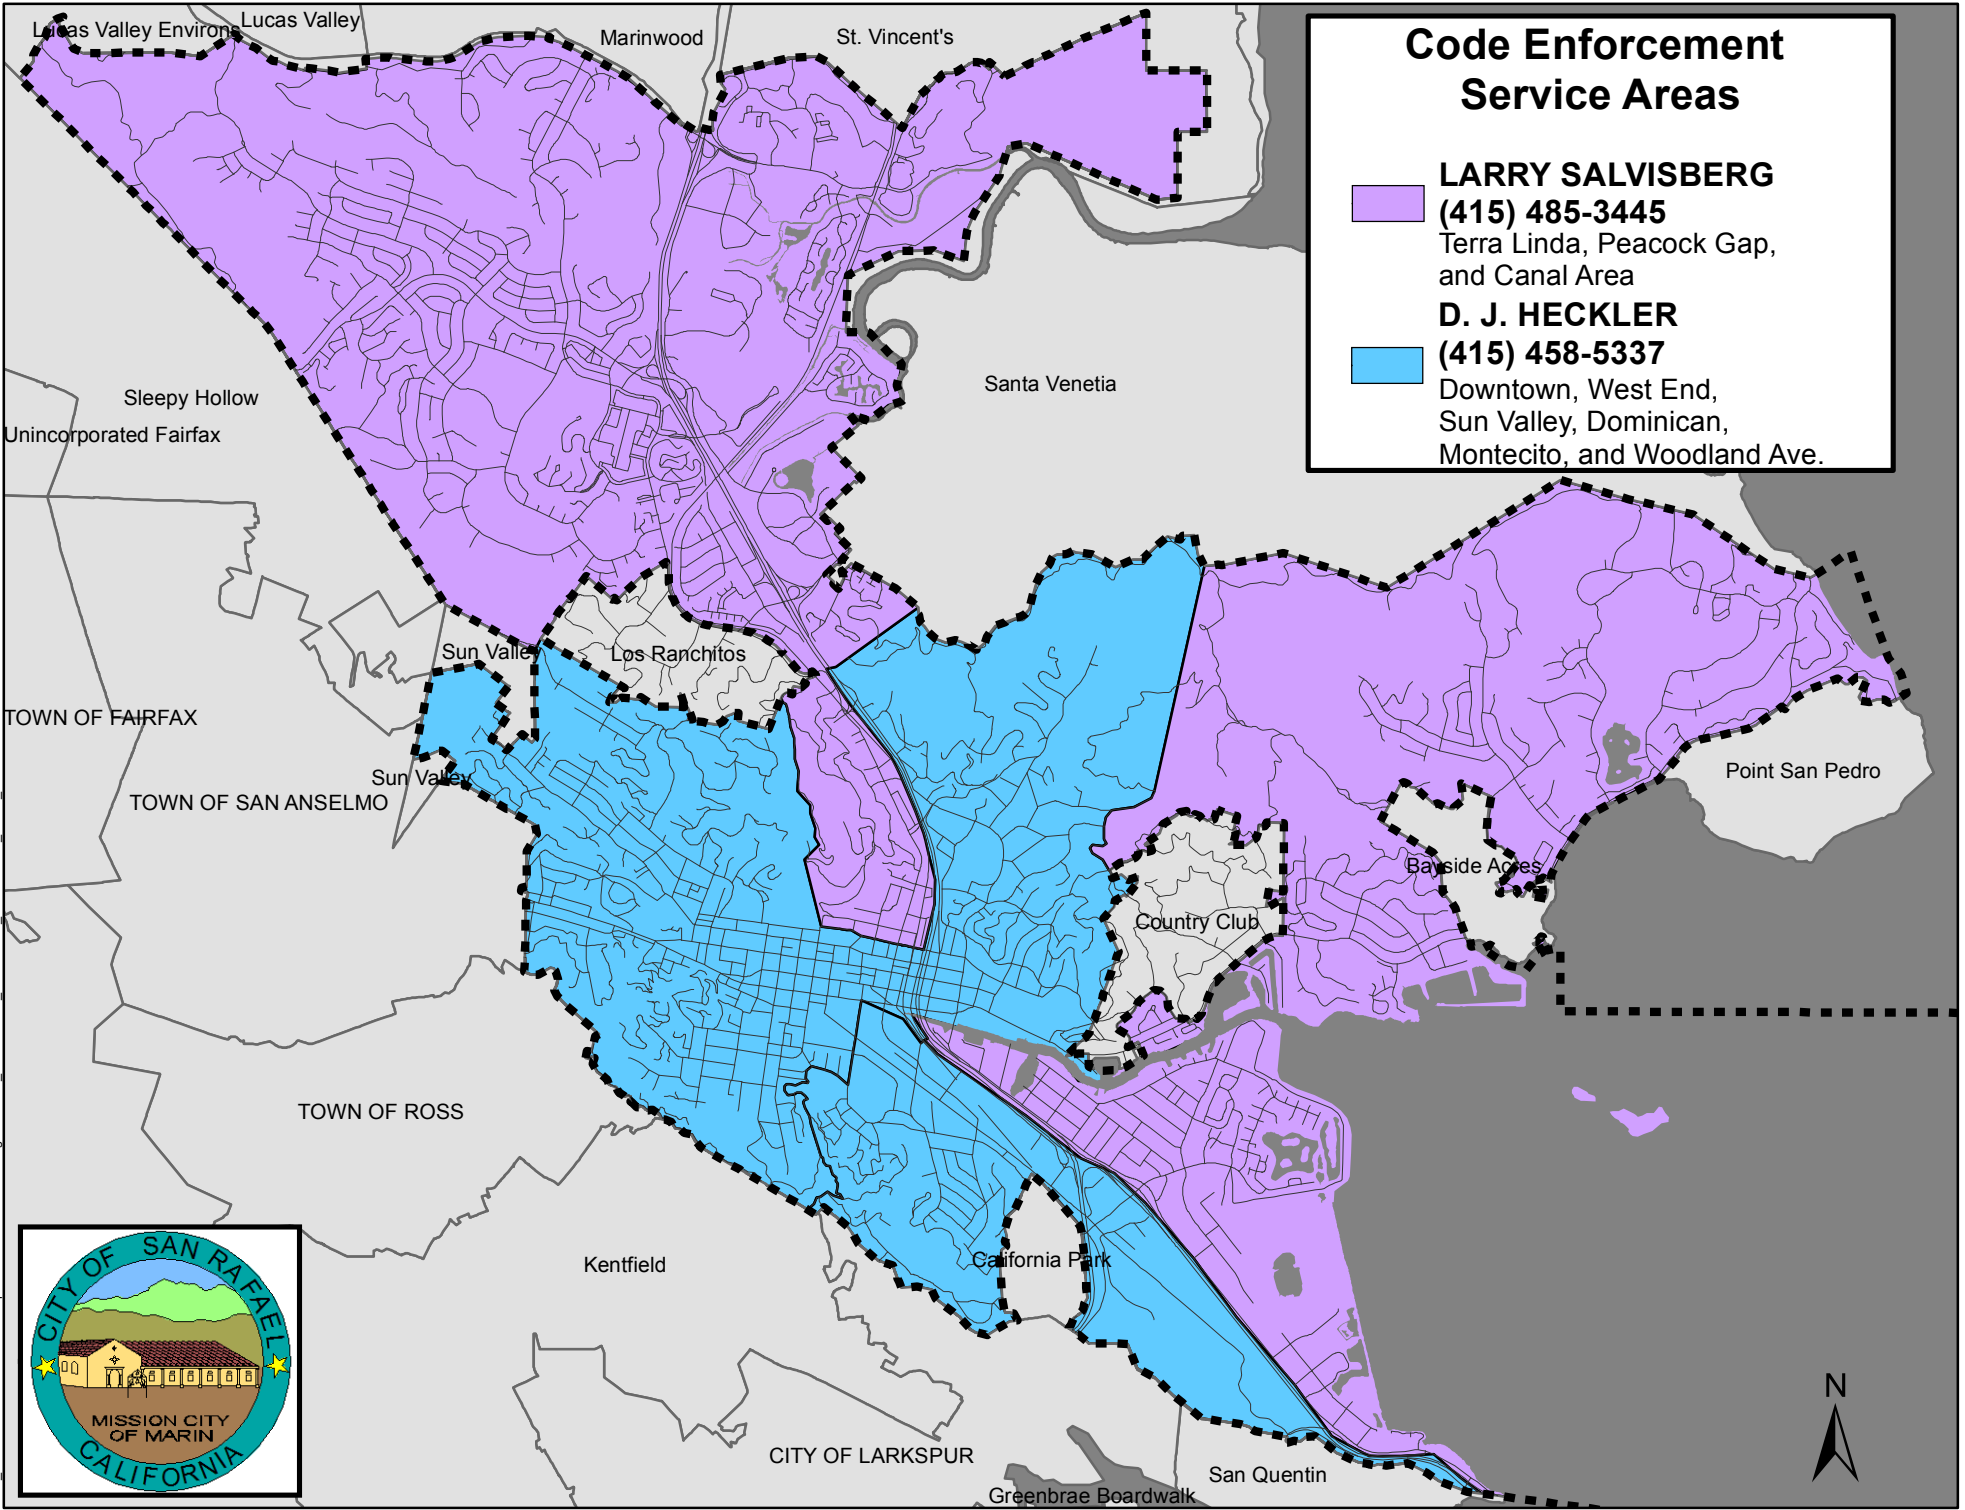 Lucas Valley Environs
Lucas Valley
Marinwood
St. Vincent's
Code Enforcement
Service Areas
LARRY SALVISBERG
(415) 485-3445
Terra Linda, Peacock Gap,
and Canal Area
D. J. HECKLER
(415) 458-5337
Downtown, West End,
Sun Valley, Dominican,
Montecito, and Woodland Ave.
Santa Venetia
Sleepy Hollow
Unincorporated Fairfax
Sun Valley
Los Ranchitos
TOWN OF FAIRFAX
Sun Valley
TOWN OF SAN ANSELMO
Point San Pedro
Bayside Acres
Country Club
TOWN OF ROSS
Kentfield
California Park
CITY OF SAN RAFAEL
MISSION CITY
OF MARIN
CALIFORNIA
CITY OF LARKSPUR
San Quentin
Greenbrae Boardwalk
N